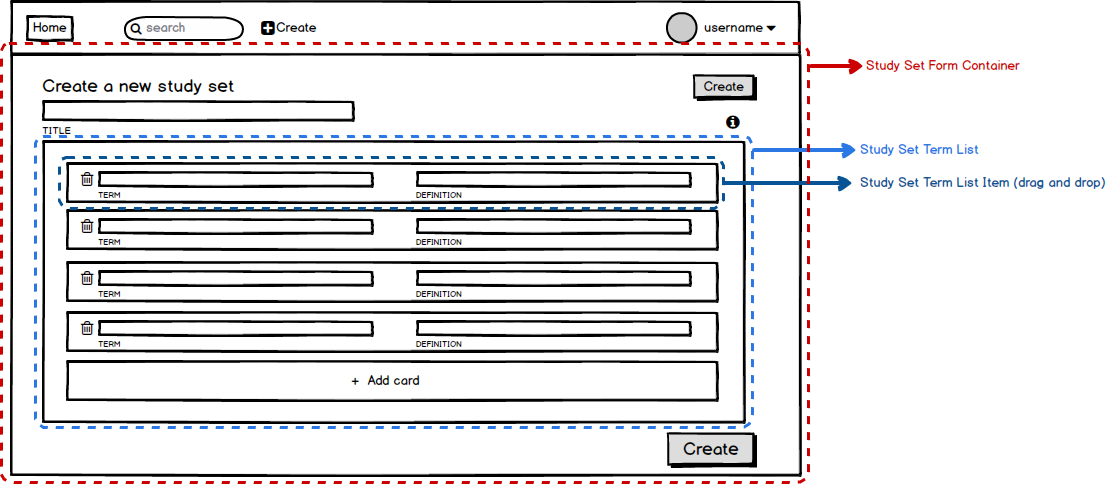 Home
search
Create
username
Study Set Form Container
Create a new study set
Create
TITLE
Study Set Term List
Study Set Term List Item (drag and drop)
TERM DEFINITION
TERM DEFINITION
TERM DEFINITION
TERM DEFINITION
+ Add card
Create